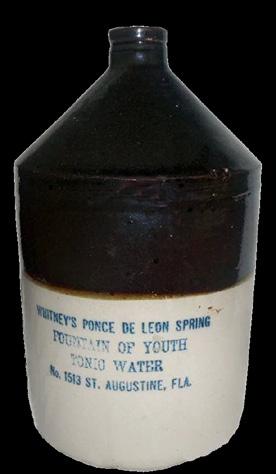 WHITNEY'S PONCE DE LEON SPRING
FOUNTAIN OF YOUTH
TONIC WATER
No. 1513 ST. AUGUSTINE, FLA.